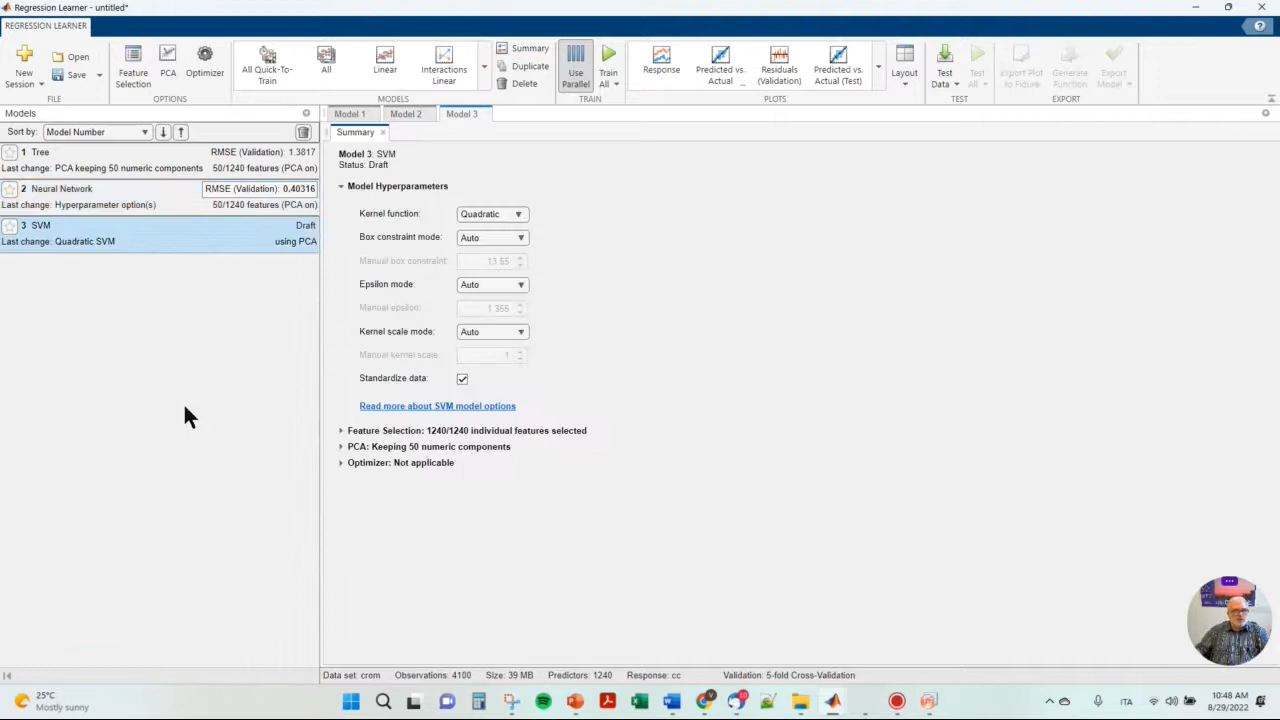 Regression Learner - untitled*
REGRESSION LEARNER
New Session
Open
Save
Feature Selection
PCA
Optimizer
All Quick-To-Train
All
Linear
Interactions Linear
Summary
Duplicate
Delete
Use Parallel
Train All
Response
Predicted vs. Actual ...
Residuals (Validation)
Predicted vs. Actual (Test)
Layout
Test Data
Test All
Export Plot to Figure
Generate Function
Export Model
FILE
OPTIONS
MODELS
TRAIN
PLOTS
TEST
EXPORT
Models
Sort by: Model Number
1 Tree RMSE (Validation): 1.3817
Last change: PCA keeping 50 numeric components 50/1240 features (PCA on)
2 Neural Network RMSE (Validation): 0.40316
Last change: Hyperparameter option(s) 50/1240 features (PCA on)
3 SVM Draft
Last change: Quadratic SVM using PCA
Model 1 Model 2 Model 3
Summary
Model 3: SVM
Status: Draft
Model Hyperparameters
Kernel function: Quadratic
Box constraint mode: Auto
Manual box constraint: 13.55
Epsilon mode: Auto
Manual epsilon: 1.355
Kernel scale mode: Auto
Manual kernel scale: 1
Standardize data:
Read more about SVM model options
Feature Selection: 1240/1240 individual features selected
PCA: Keeping 50 numeric components
Optimizer: Not applicable
Data set: crom Observations: 4100 Size: 39 MB Predictors: 1240 Response: cc Validation: 5-fold Cross-Validation
25°C
Mostly sunny
ITA
10:48 AM
8/29/2022